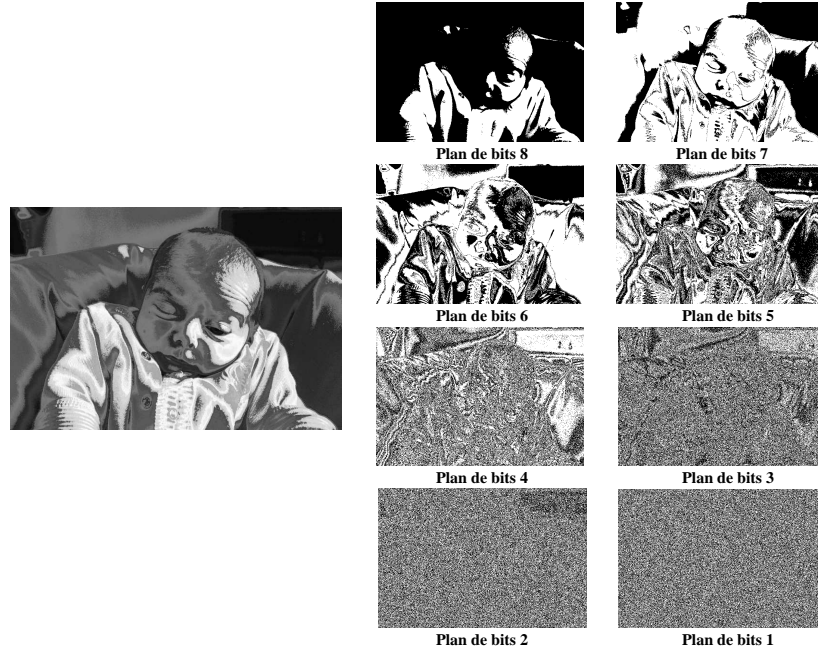 Plan de bits 8
Plan de bits 7
Plan de bits 6
Plan de bits 5
Plan de bits 4
Plan de bits 3
Plan de bits 2
Plan de bits 1